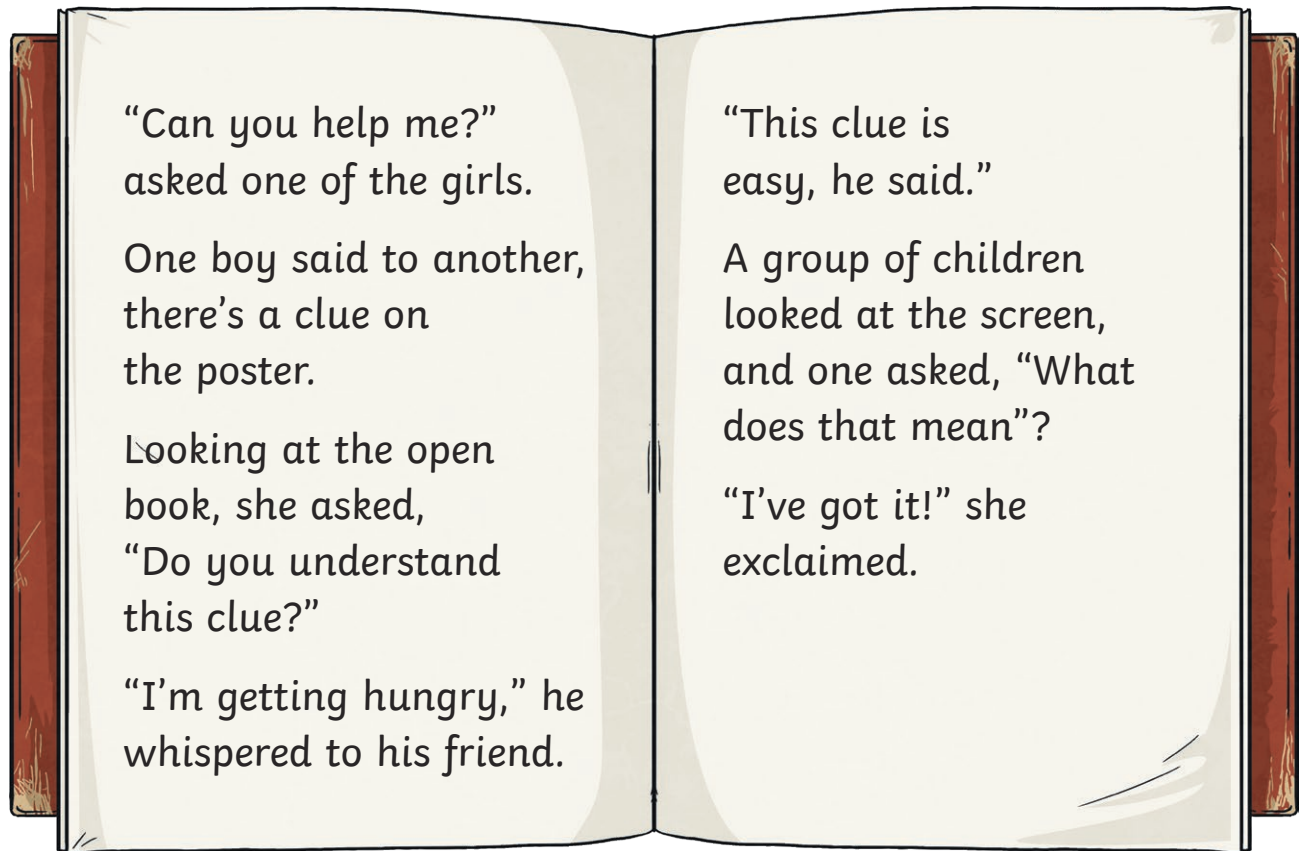 “Can you help me?”
asked one of the girls.
One boy said to another,
there’s a clue on
the poster.
Looking at the open
book, she asked,
“Do you understand
this clue?”
“I’m getting hungry,” he
whispered to his friend.
“This clue is
easy, he said.”
A group of children
looked at the screen,
and one asked, “What
does that mean”?
“I’ve got it!” she
exclaimed.